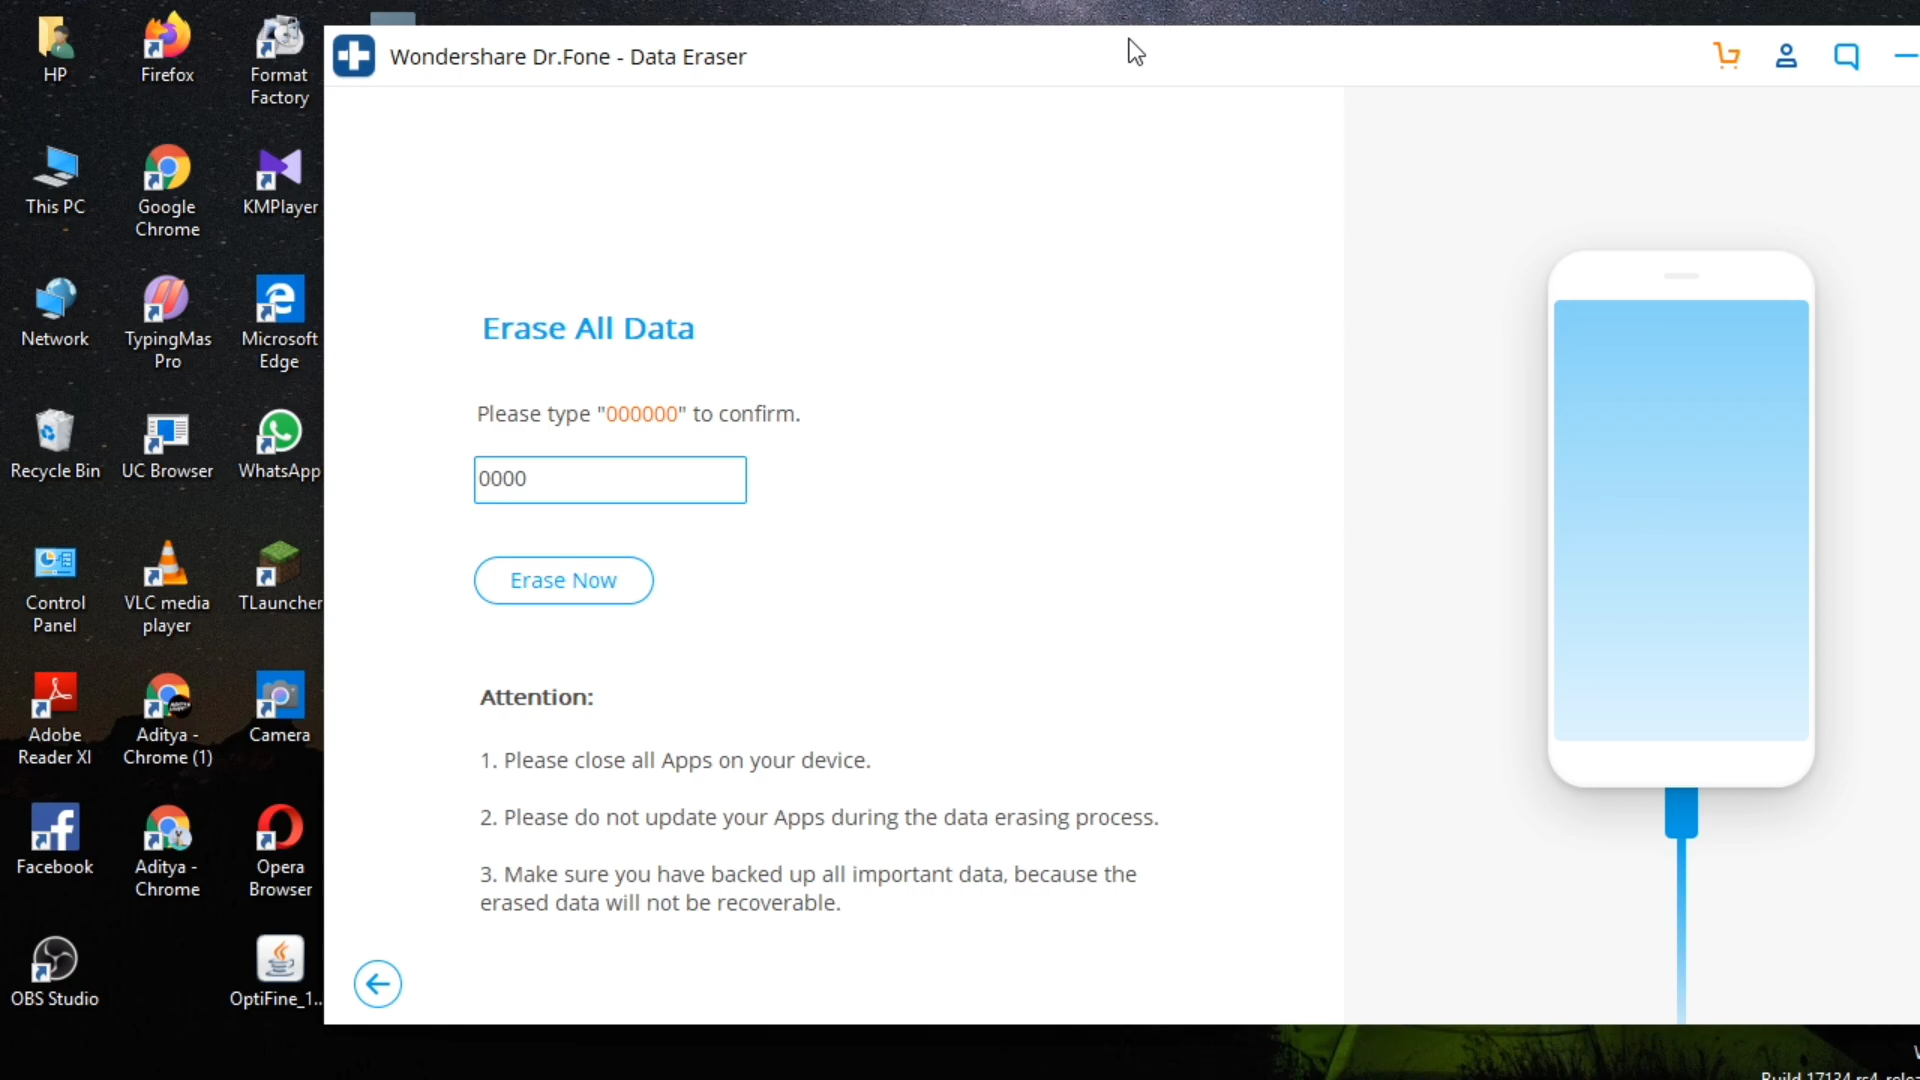 HP
Firefox
Format
Factory
This PC
Google
Chrome
KMPlayer
Network
TypingMas
Pro
Microsoft
Edge
Recycle Bin
UC Browser
WhatsApp
Control
Panel
VLC media
player
TLauncher
Adobe
Reader XI
Aditya -
Chrome (1)
Camera
Facebook
Aditya -
Chrome
Opera
Browser
OBS Studio
OptiFine_1...
Wondershare Dr.Fone - Data Eraser
Erase All Data
Please type "000000" to confirm.
0000
Erase Now
Attention:
1. Please close all Apps on your device.
2. Please do not update your Apps during the data erasing process.
3. Make sure you have backed up all important data, because the
erased data will not be recoverable.